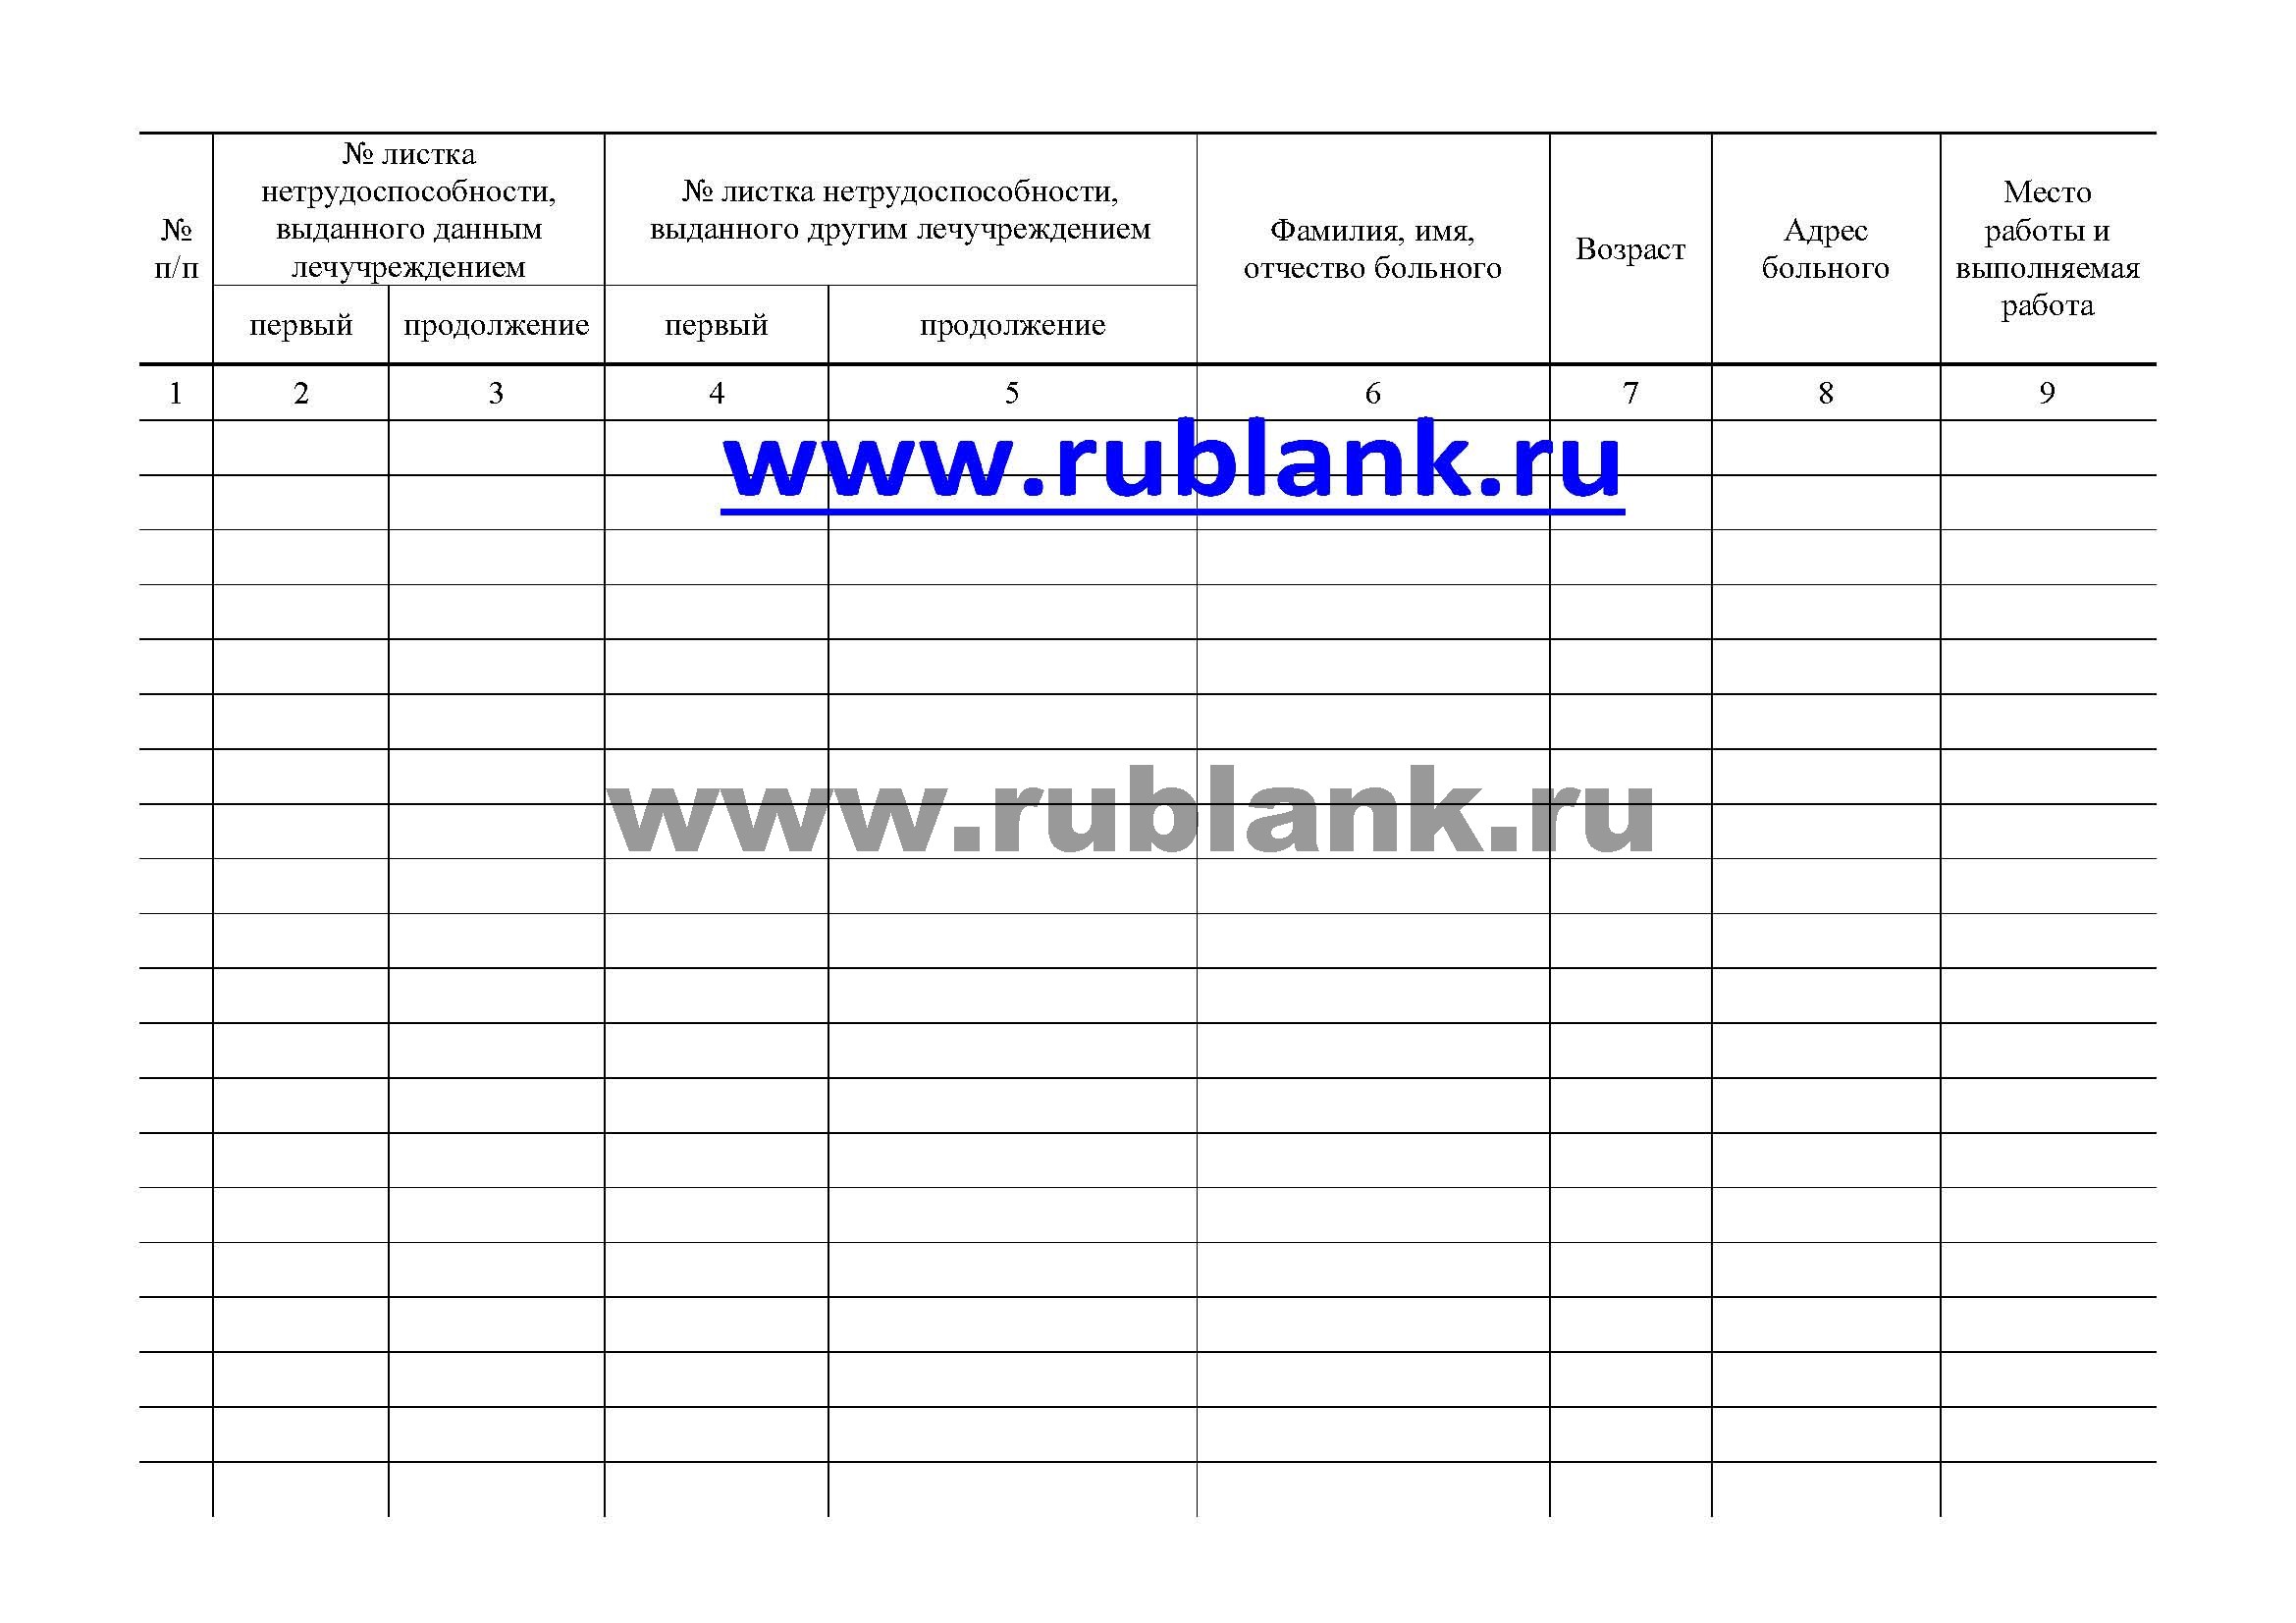 №
п/п
№ листка
нетрудоспособности,
выданного данным
лечучреждением
№ листка нетрудоспособности,
выданного другим лечучреждением
Фамилия, имя,
отчество больного
Возраст
Адрес
больного
Место
работы и
выполняемая
работа
первый
продолжение
первый
продолжение
1 2 3 4 5 6 7 8 9
www.rublank.ru
www.rublank.ru